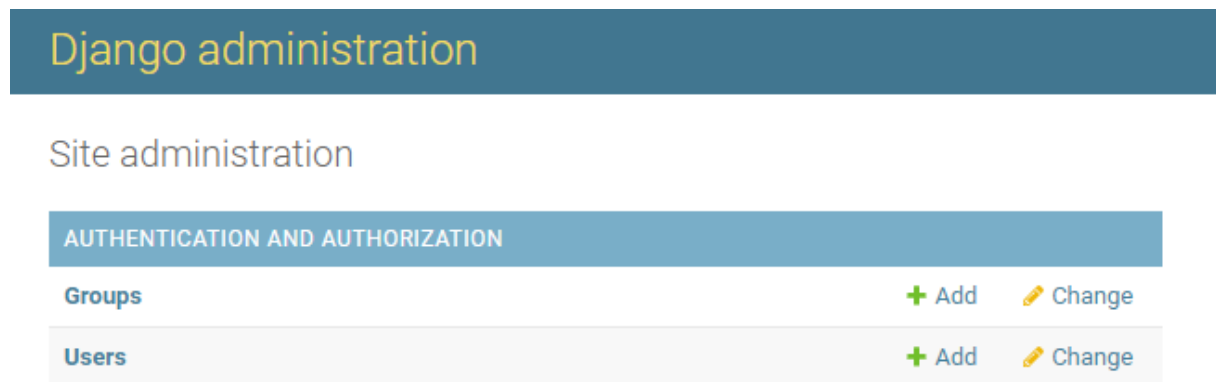 Django administration
Site administration
AUTHENTICATION AND AUTHORIZATION
Groups Add Change
Users Add Change